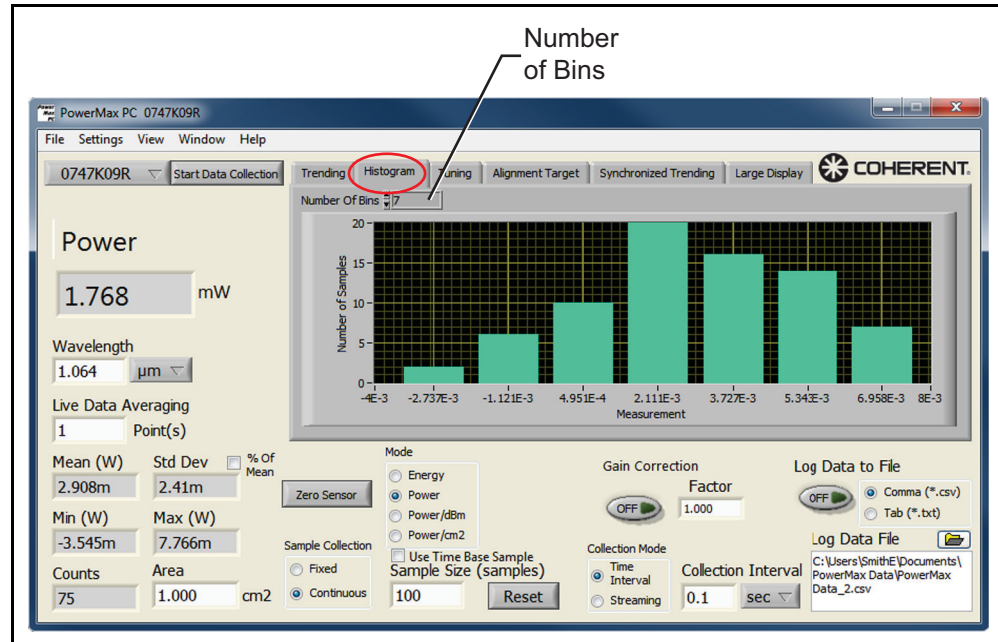 Number
of Bins
PowerMax PC 0747K09R
File Settings View Window Help
0747K09R Start Data Collection
Trending Histogram Tuning Alignment Target Synchronized Trending Large Display COHERENT.
Number Of Bins 7
Power
1.768 mW
Wavelength
1.064 µm
Live Data Averaging
1 Point(s)
Number of Samples
20
15
10
5
0
-4E-3 -2.737E-3 -1.121E-3 4.951E-4 2.111E-3 3.727E-3 5.343E-3 6.958E-3 8E-3
Measurement
Mean (W) Std Dev % Of
Mean
2.908m 2.41m
Min (W) Max (W)
-3.545m 7.766m
Counts Area
75 1.000 cm2
Zero Sensor
Sample Collection
Fixed
Continuous
Mode
Energy
Power
Power/dBm
Power/cm2
Use Time Base Sample
Sample Size (samples)
100 Reset
Gain Correction
Factor
OFF 1.000
Collection Mode
Time
Interval
Streaming
Collection Interval
0.1 sec
Log Data to File
OFF Comma (*.csv)
Tab (*.txt)
Log Data File
C:\Users\SmithE\Documents\
PowerMax Data\PowerMax
Data_2.csv